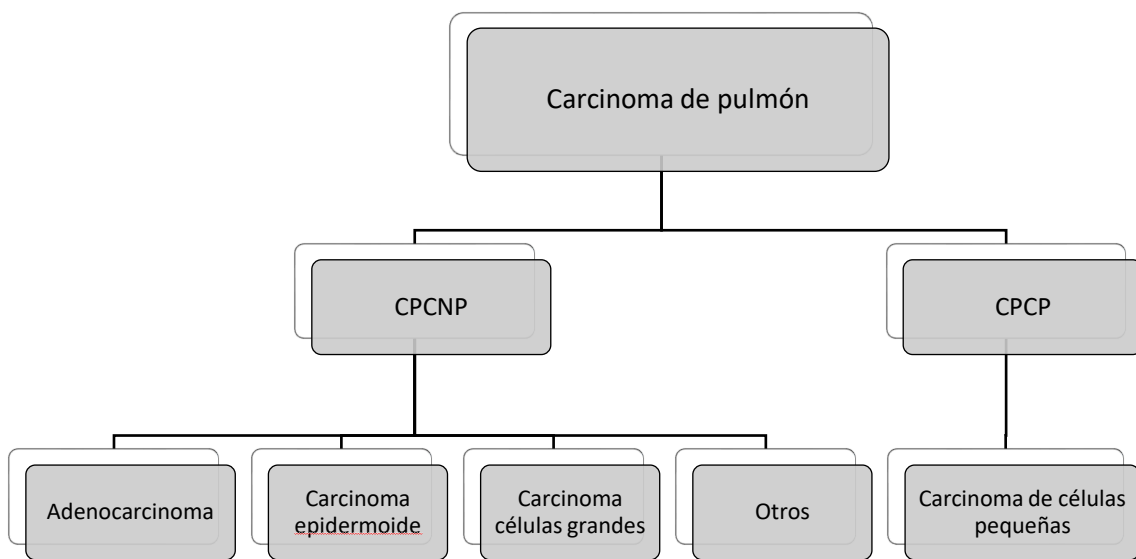 Carcinoma de pulmón
CPCNP
CPCP
Adenocarcinoma
Carcinoma
epidermoide
Carcinoma
células grandes
Otros
Carcinoma de células
pequeñas